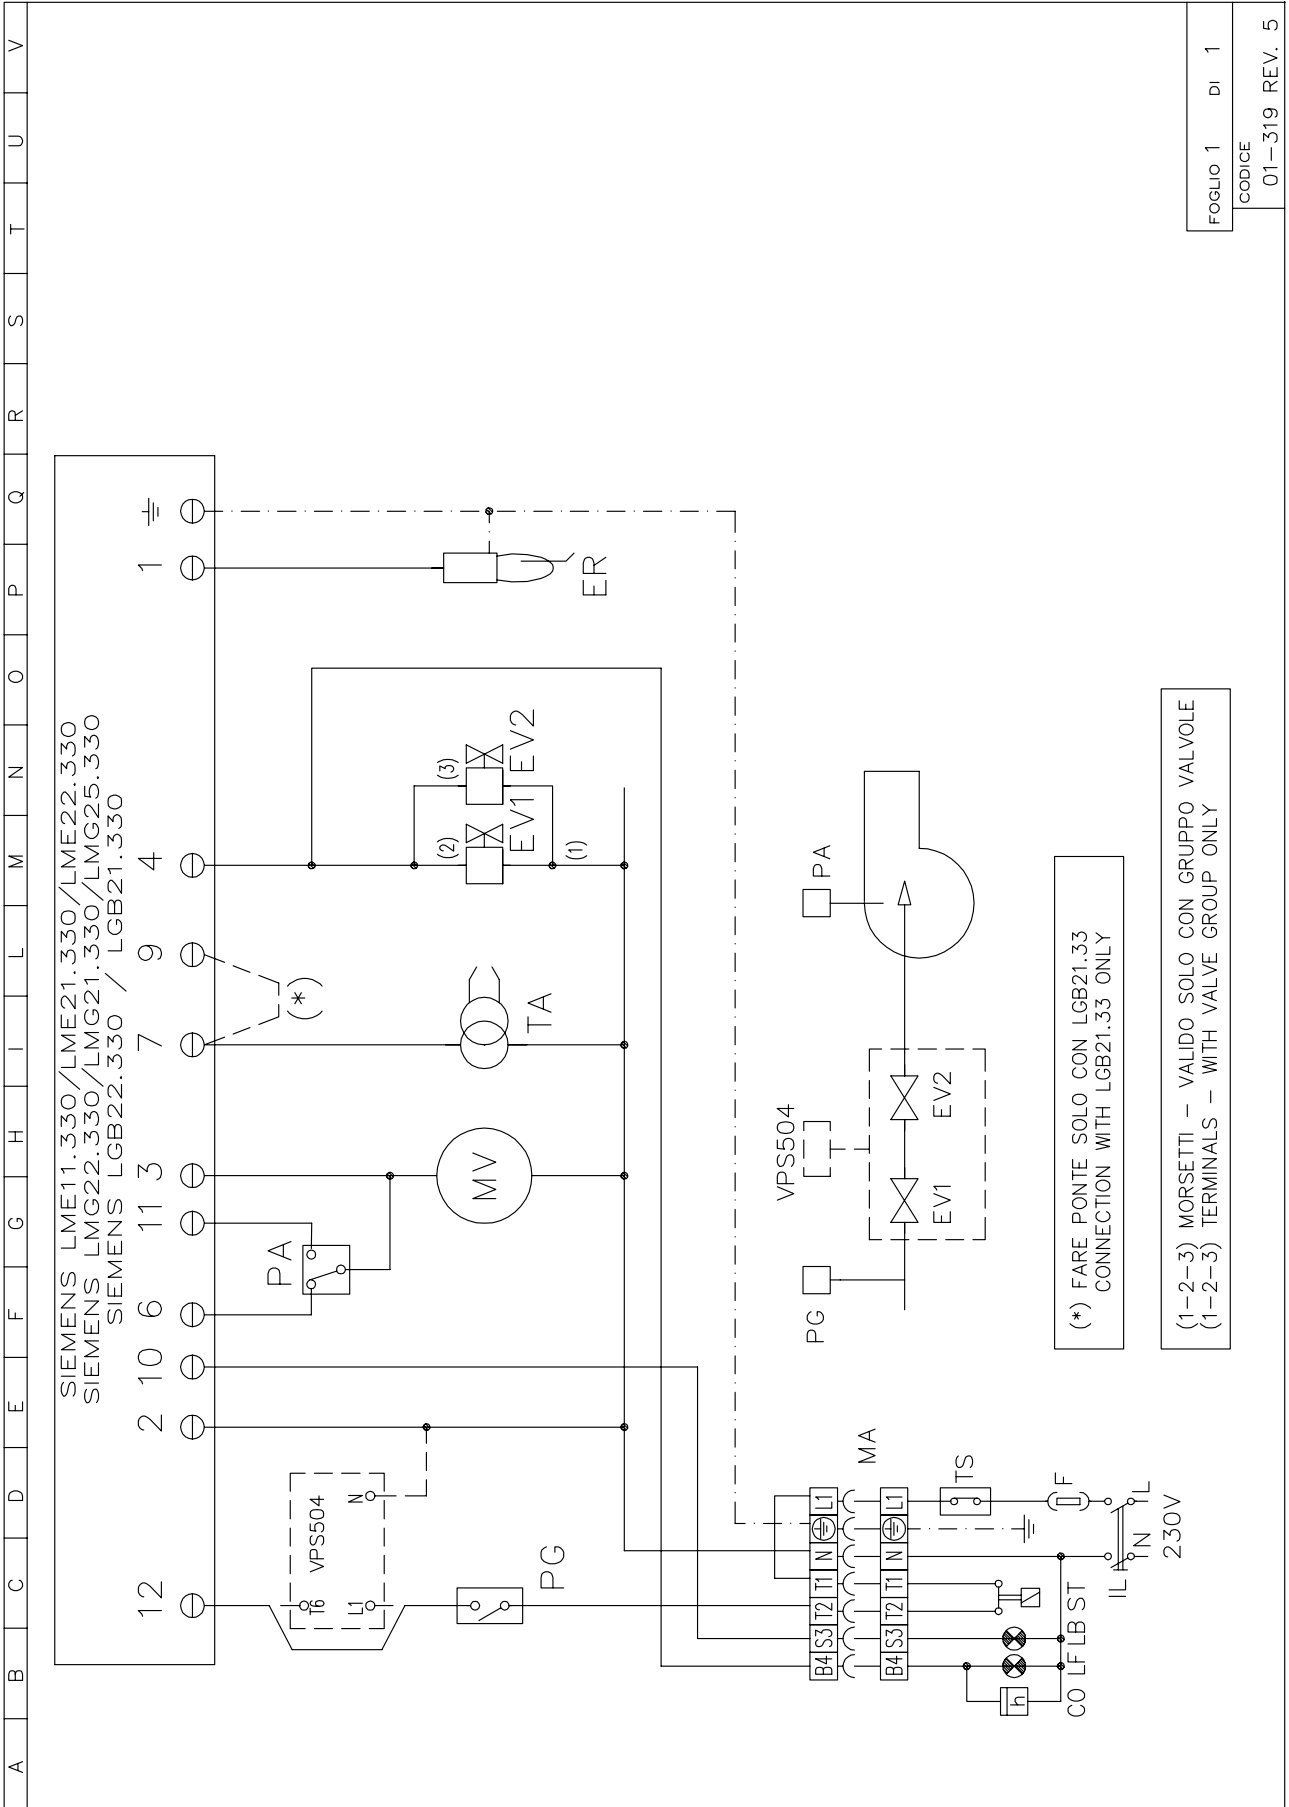 A B C D E F G H I L M N O P Q R S T U V
SIEMENS LME11.330/LME21.330/LME22.330
SIEMENS LMG22.330/LMG21.330/LMG25.330
SIEMENS LGB22.330 / LGB21.330
12 2 10 6 11 3 7 9 4 1
(*)
VPS504
T6
L1
N
PA
PG
MV
TA
(2)
(3)
EV1
EV2
(1)
ER
B4 S3 T2 T1 N L1
MA
B4 S3 T2 T1 N L1
TS
F
h
CO LF LB ST
IL
N
L
230V
VPS504
PG
EV1
EV2
PA
(*) FARE PONTE SOLO CON LGB21.33
CONNECTION WITH LGB21.33 ONLY
(1-2-3) MORSETTI - VALIDO SOLO CON GRUPPO VALVOLE
(1-2-3) TERMINALS - WITH VALVE GROUP ONLY
FOGLIO 1 DI 1
CODICE
01-319 REV. 5